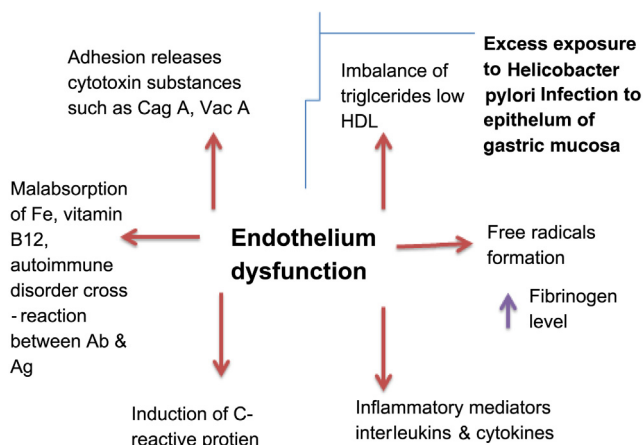 Adhesion releases
cytotoxin substances
such as Cag A, Vac A
Imbalance of
triglcerides low
HDL
Excess exposure
to Helicobacter
pylori Infection to
epithelum of
gastric mucosa
Malabsorption
of Fe, vitamin
B12,
autoimmune
disorder cross
-reaction
between Ab &
Ag
Endothelium
dysfunction
Free radicals
formation
Fibrinogen
level
Induction of C-
reactive protien
Inflammatory mediators
interleukins & cytokines